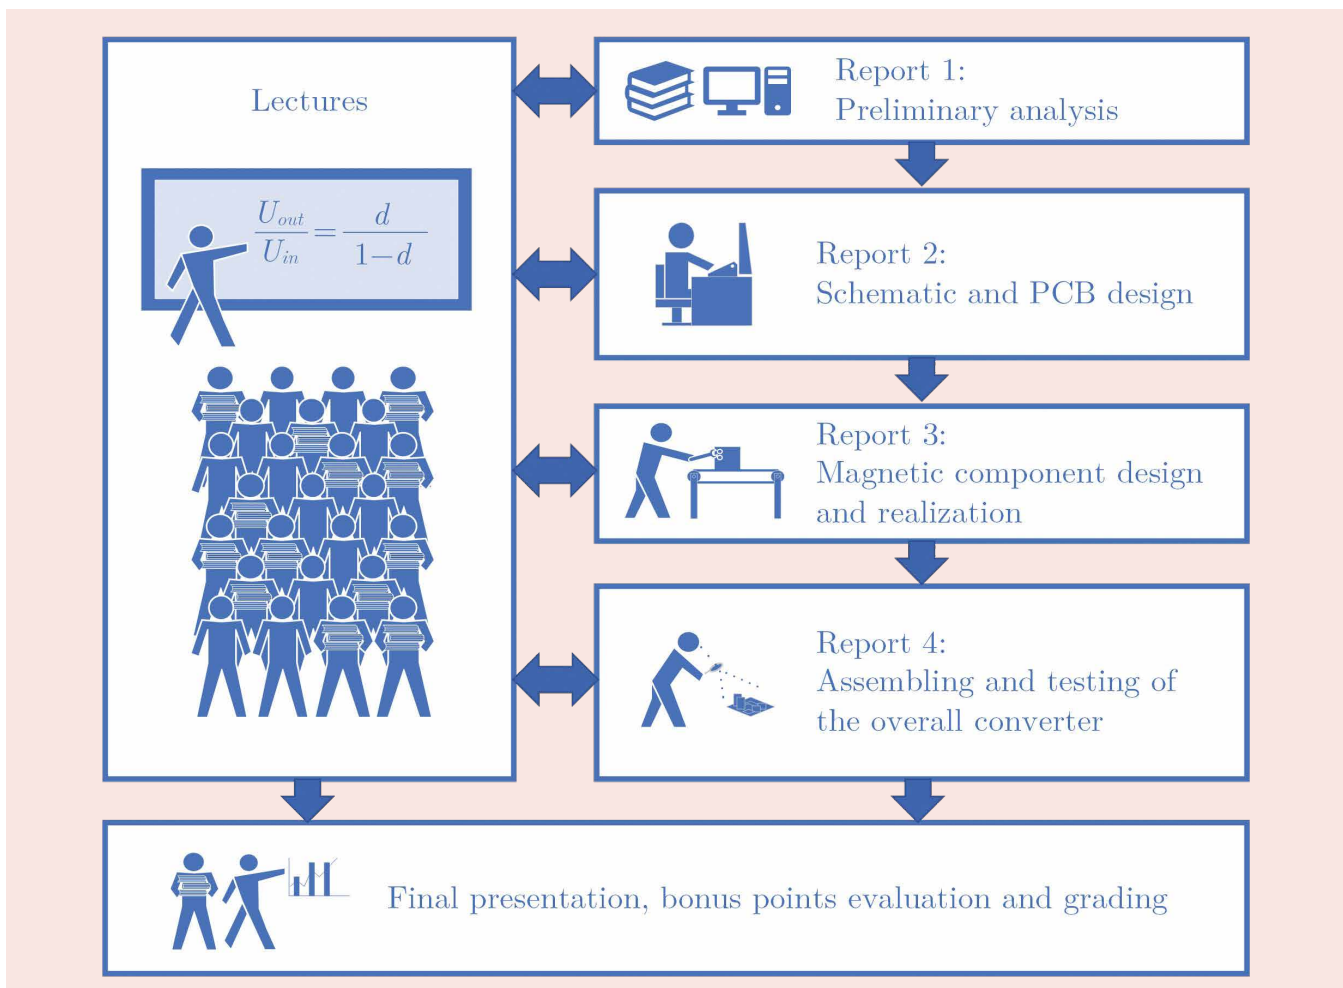 Lectures
U_out/U_in = d/(1−d)
Report 1:
Preliminary analysis
Report 2:
Schematic and PCB design
Report 3:
Magnetic component design
and realization
Report 4:
Assembling and testing of
the overall converter
Final presentation, bonus points evaluation and grading